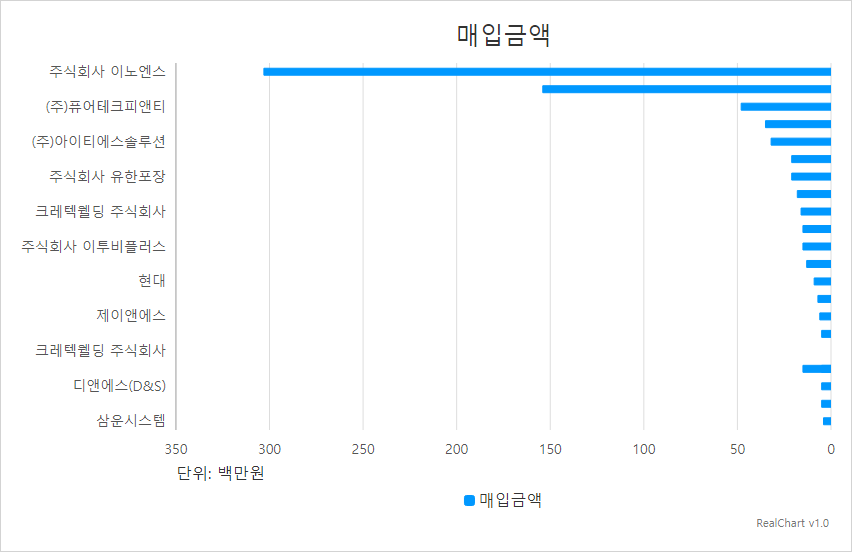 매입금액
주식회사 이노엔스
(주)퓨어테크피앤티
(주)아이티에스솔루션
주식회사 유한포장
크레텍웰딩 주식회사
주식회사 이투비플러스
현대
제이앤에스
크레텍웰딩 주식회사
디앤에스(D&S)
삼운시스템
350 300 250 200 150 100 50 0
단위: 백만원
매입금액
RealChart v1.0